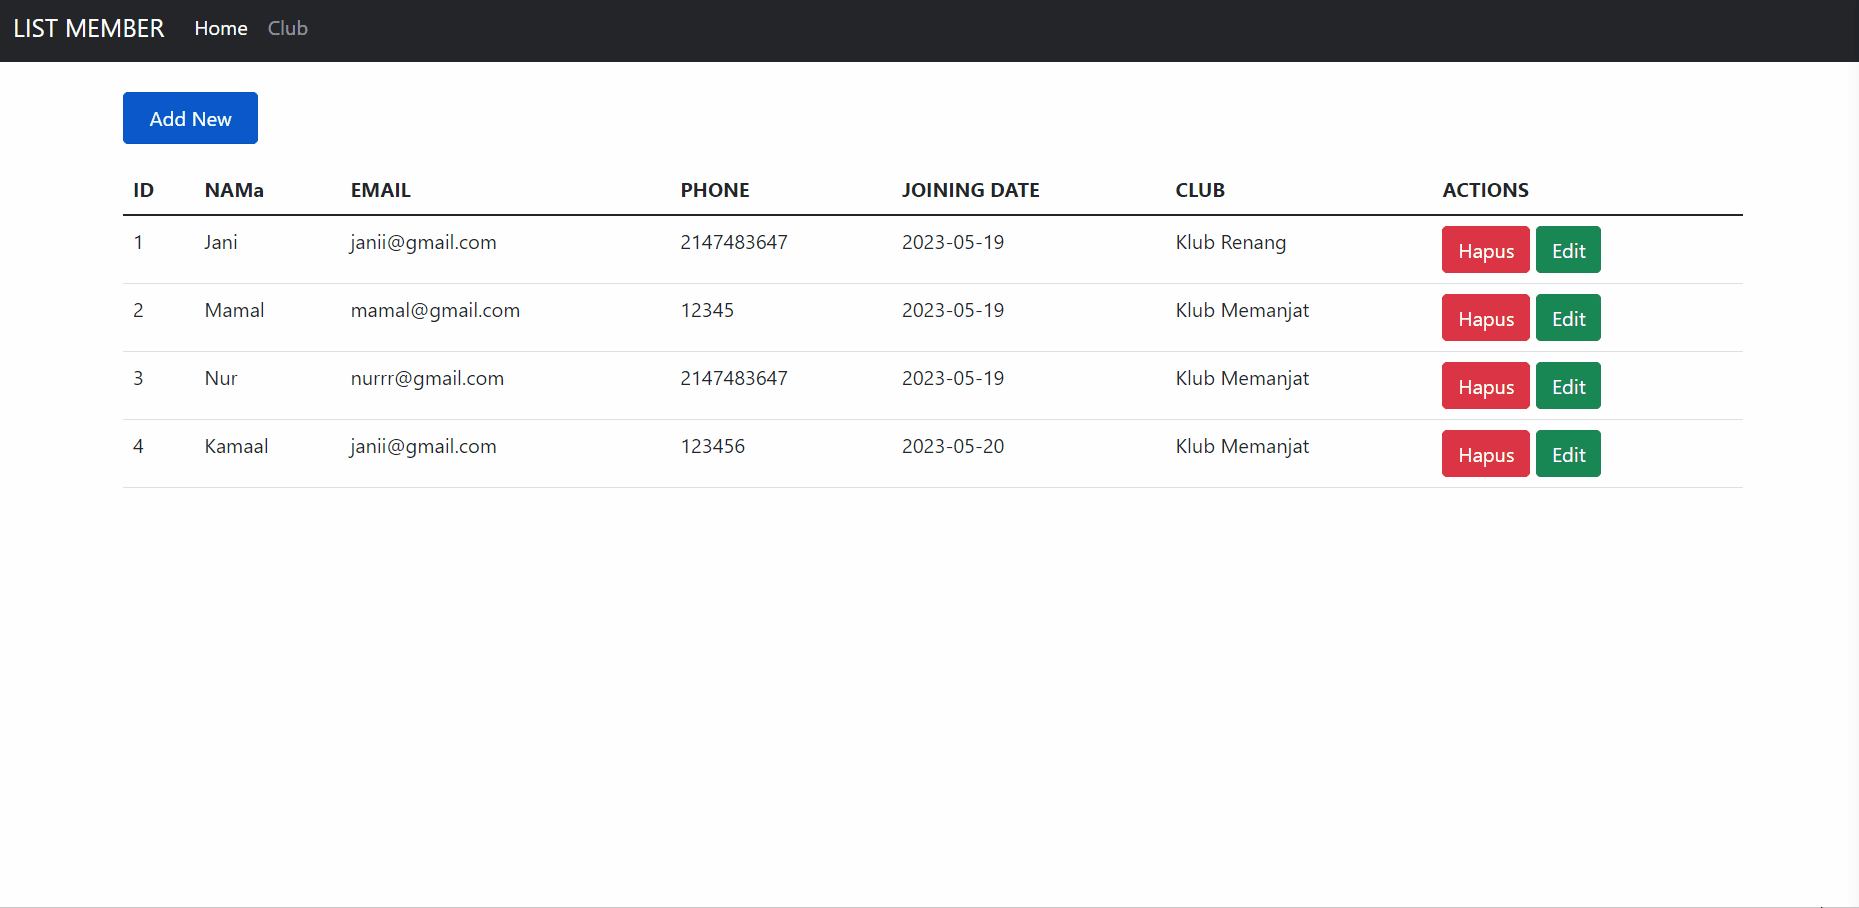 LIST MEMBER Home Club
Add New
ID NAMa EMAIL PHONE JOINING DATE CLUB ACTIONS
1 Jani janii@gmail.com 2147483647 2023-05-19 Klub Renang Hapus Edit
2 Mamal mamal@gmail.com 12345 2023-05-19 Klub Memanjat Hapus Edit
3 Nur nurrr@gmail.com 2147483647 2023-05-19 Klub Memanjat Hapus Edit
4 Kamaal janii@gmail.com 123456 2023-05-20 Klub Memanjat Hapus Edit